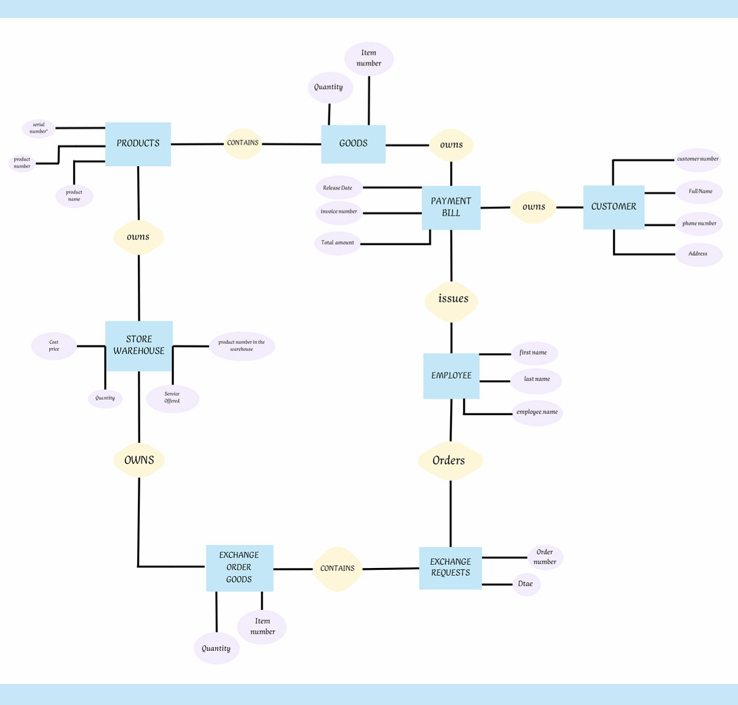 Item
number
Quantity
serial
number"
PRODUCTS
CONTAINS
GOODS
owns
product
number
product
name
Release Date
Invoice number
Total amount
PAYMENT
BILL
owns
CUSTOMER
customer number
Full Name
phone number
Address
owns
issues
Cost
price
STORE
WAREHOUSE
product number in the
warehouse
Quantity
Service
Offered
EMPLOYEE
first name
last name
employee.name
OWNS
Orders
EXCHANGE
ORDER
GOODS
CONTAINS
EXCHANGE
REQUESTS
Order
number
Dtae
Item
number
Quantity